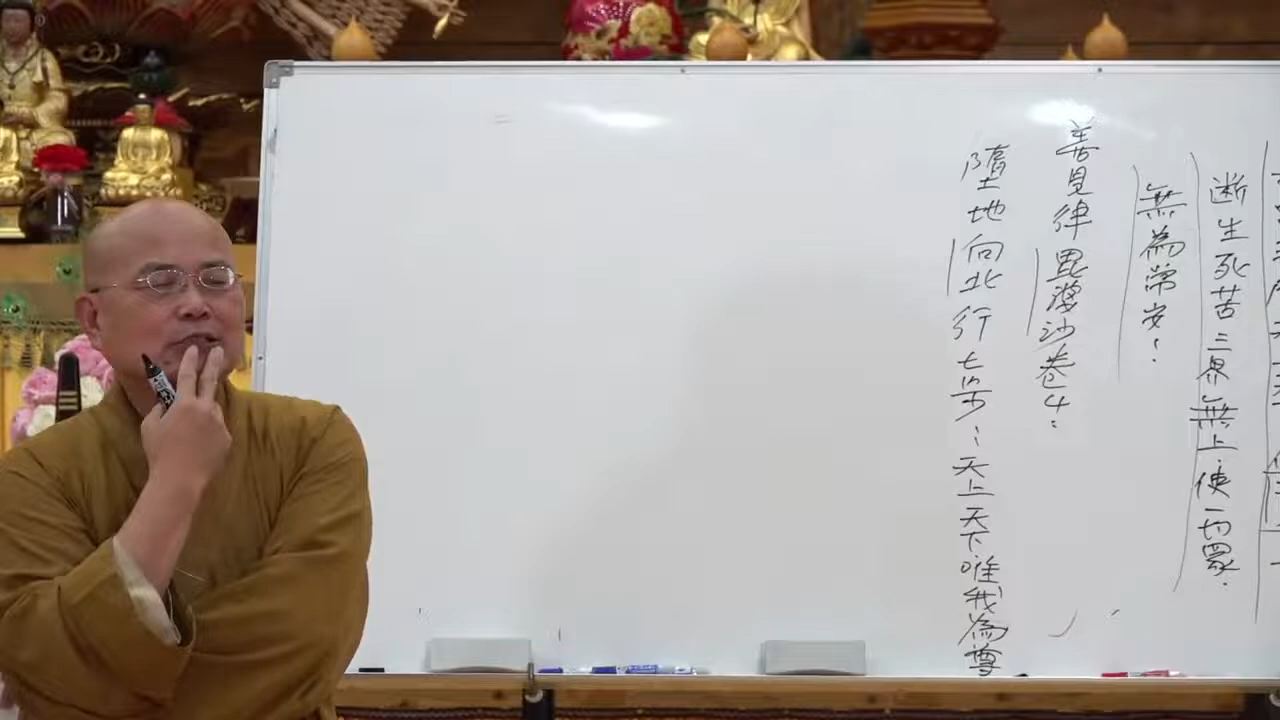 断生死苦三界無上.使一切眾.
無為常安.
善見律毘婆沙卷4.
墮地向北行七步.天上天下唯我為尊